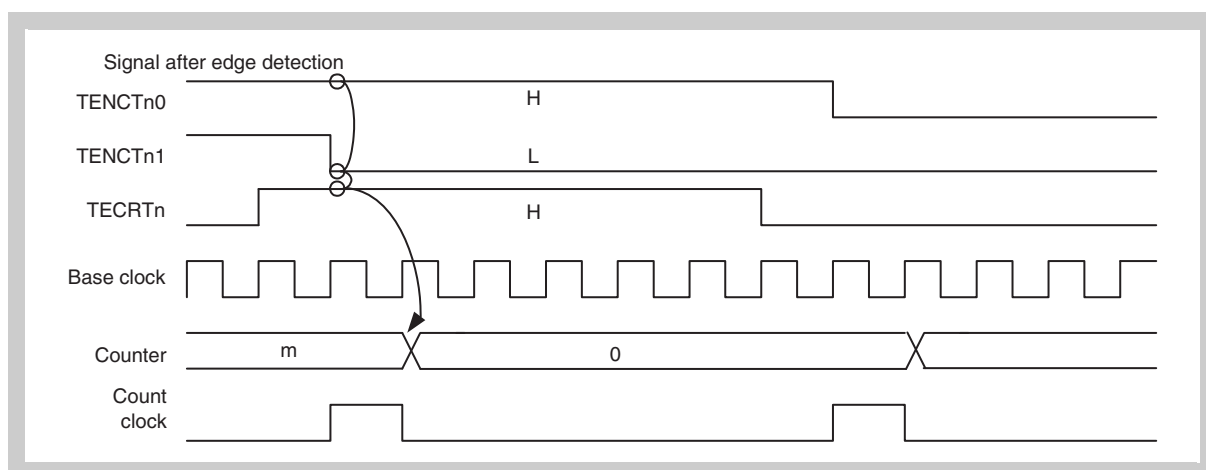 Signal after edge detection
TENCTn0
H
TENCTn1
L
TECRTn
H
Base clock
Counter
m
0
Count
clock